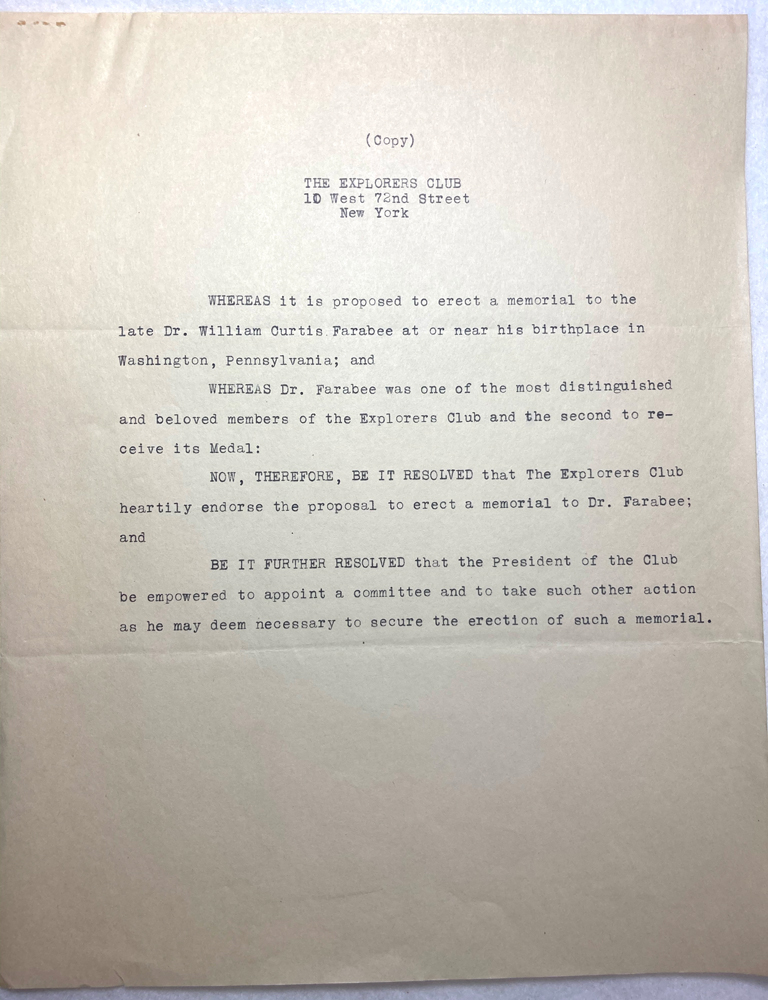 (Copy)
THE EXPLORERS CLUB
10 West 72nd Street
New York
WHEREAS it is proposed to erect a memorial to the
late Dr. William Curtis Farabee at or near his birthplace in
Washington, Pennsylvania; and
WHEREAS Dr. Farabee was one of the most distinguished
and beloved members of the Explorers Club and the second to re-
ceive its Medal:
NOW, THEREFORE, BE IT RESOLVED that The Explorers Club
heartily endorse the proposal to erect a memorial to Dr. Farabee;
and
BE IT FURTHER RESOLVED that the President of the Club
be empowered to appoint a committee and to take such other action
as he may deem necessary to secure the erection of such a memorial.